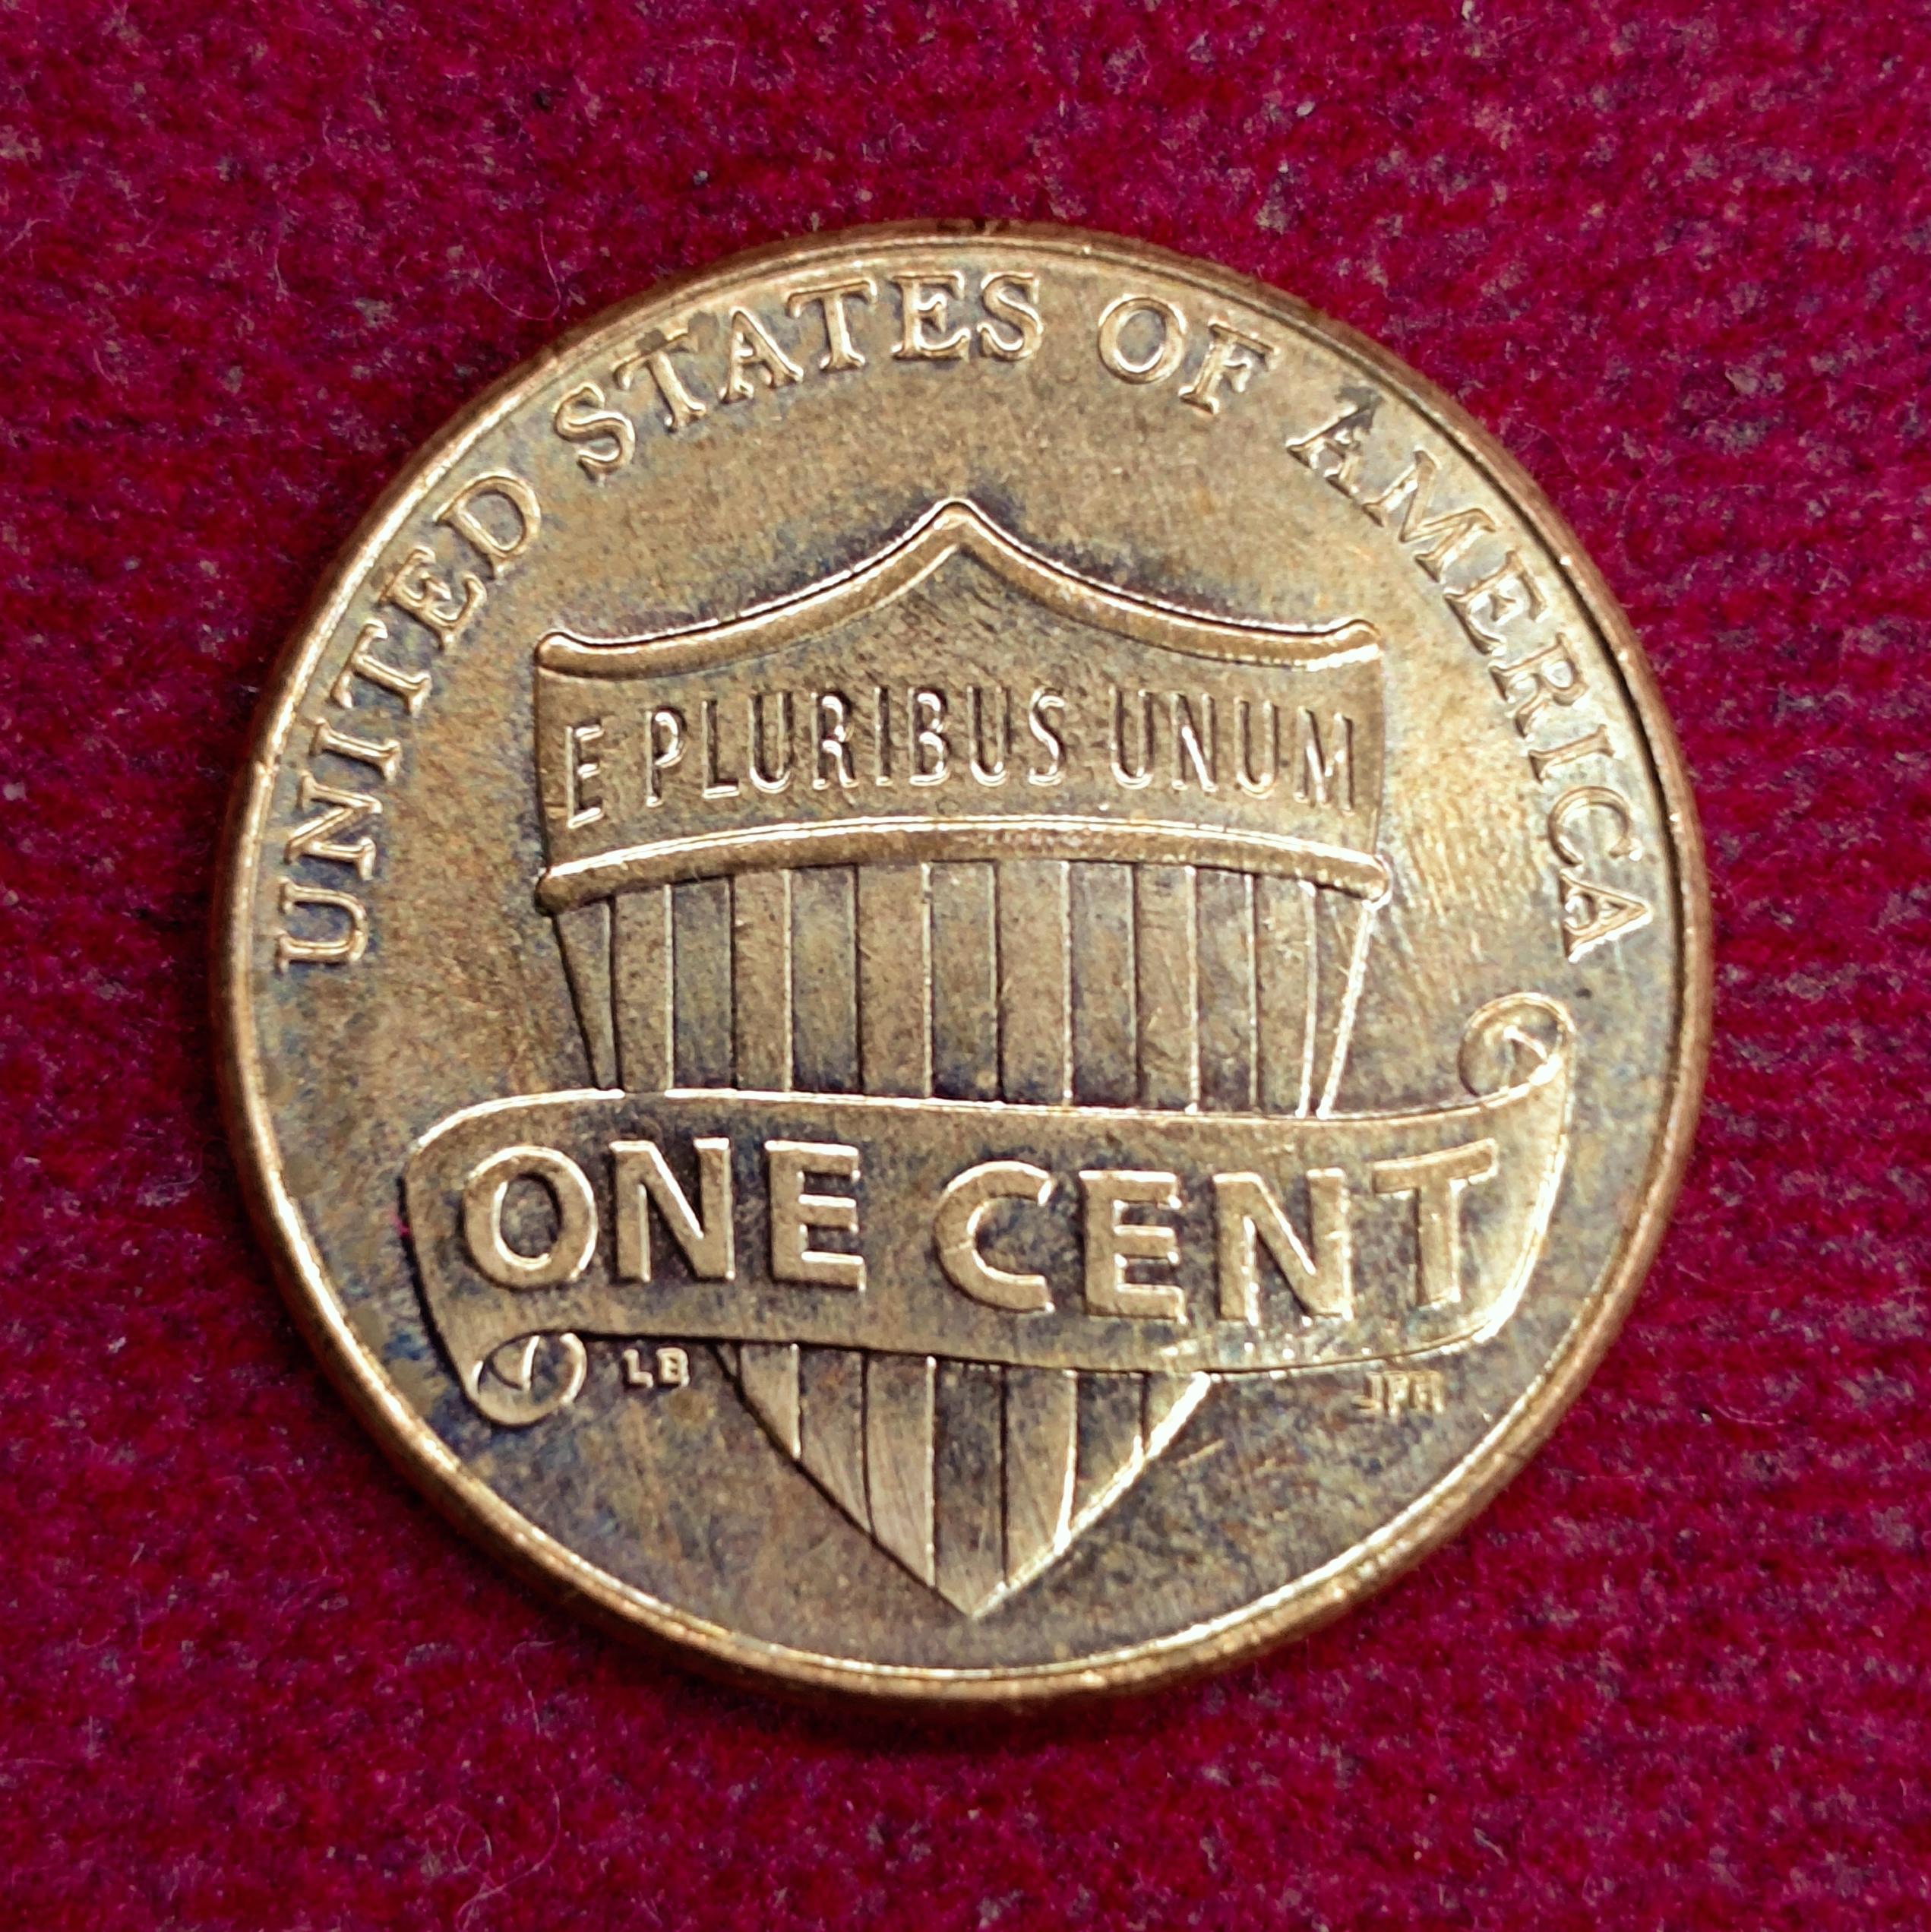 UNITED STATES OF AMERICA
E PLURIBUS UNUM
ONE CENT
LB
JFM